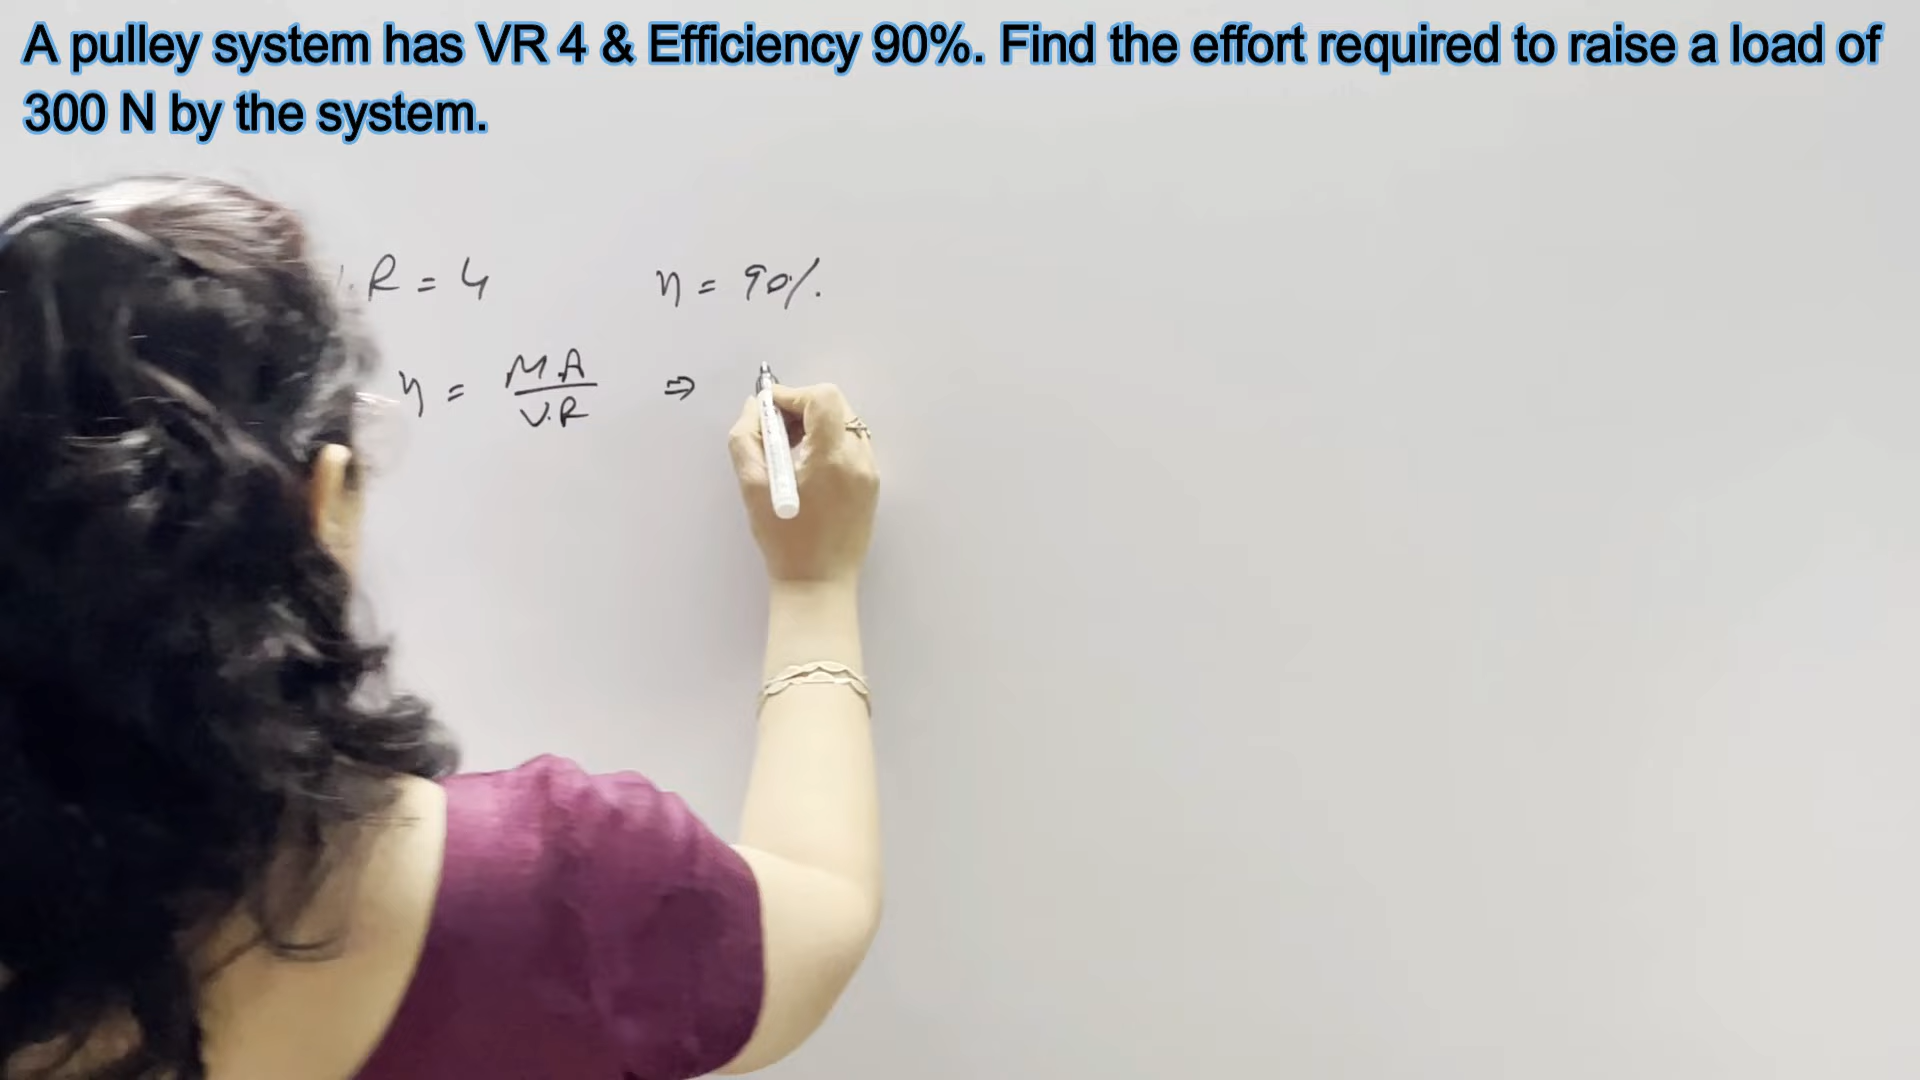 A pulley system has VR 4 & Efficiency 90%. Find the effort required to raise a load of
300 N by the system.
.R = 4 η = 90%.
η = M.A / V.R ⇒